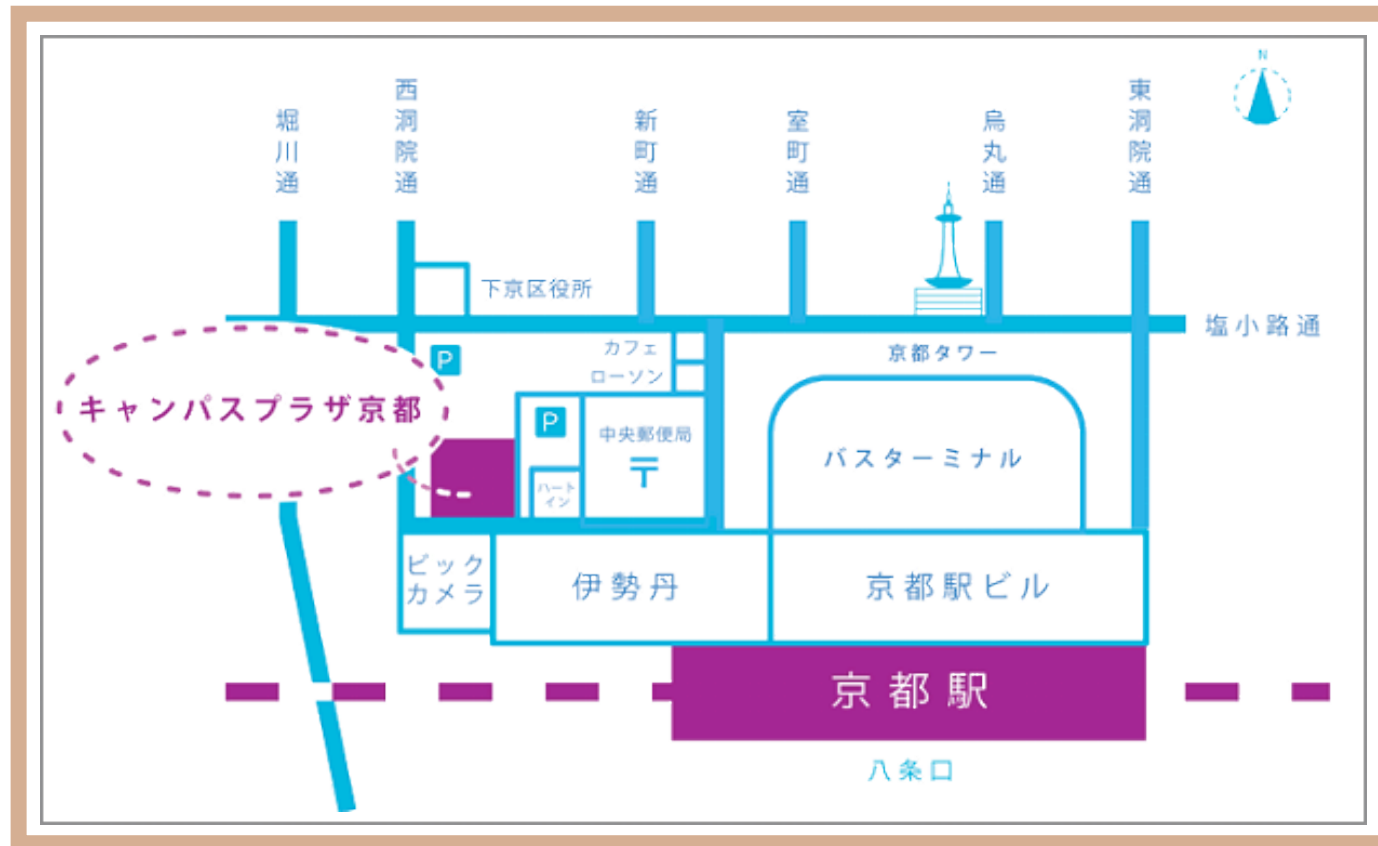 N
堀川通
西洞院通
新町通
室町通
烏丸通
東洞院通
下京区役所
塩小路通
P
カフェ
ローソン
京都タワー
キャンパスプラザ京都
P
中央郵便局
〒
バスターミナル
ハート
イン
ビック
カメラ
伊勢丹
京都駅ビル
京都駅
八条口